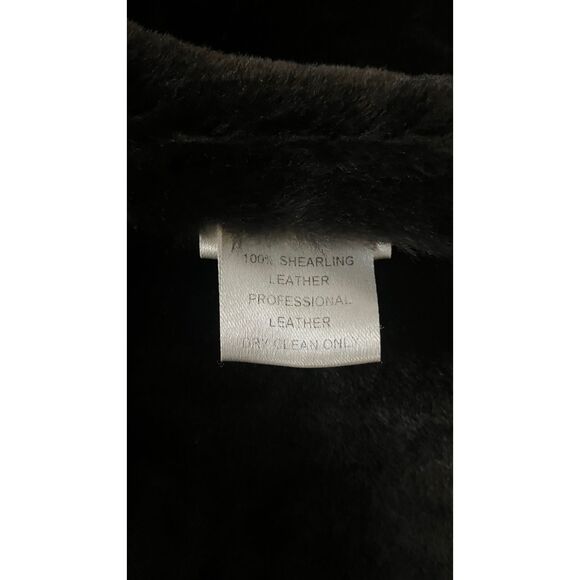 100% SHEARLING
LEATHER
PROFESSIONAL
LEATHER
DRY CLEAN ONLY